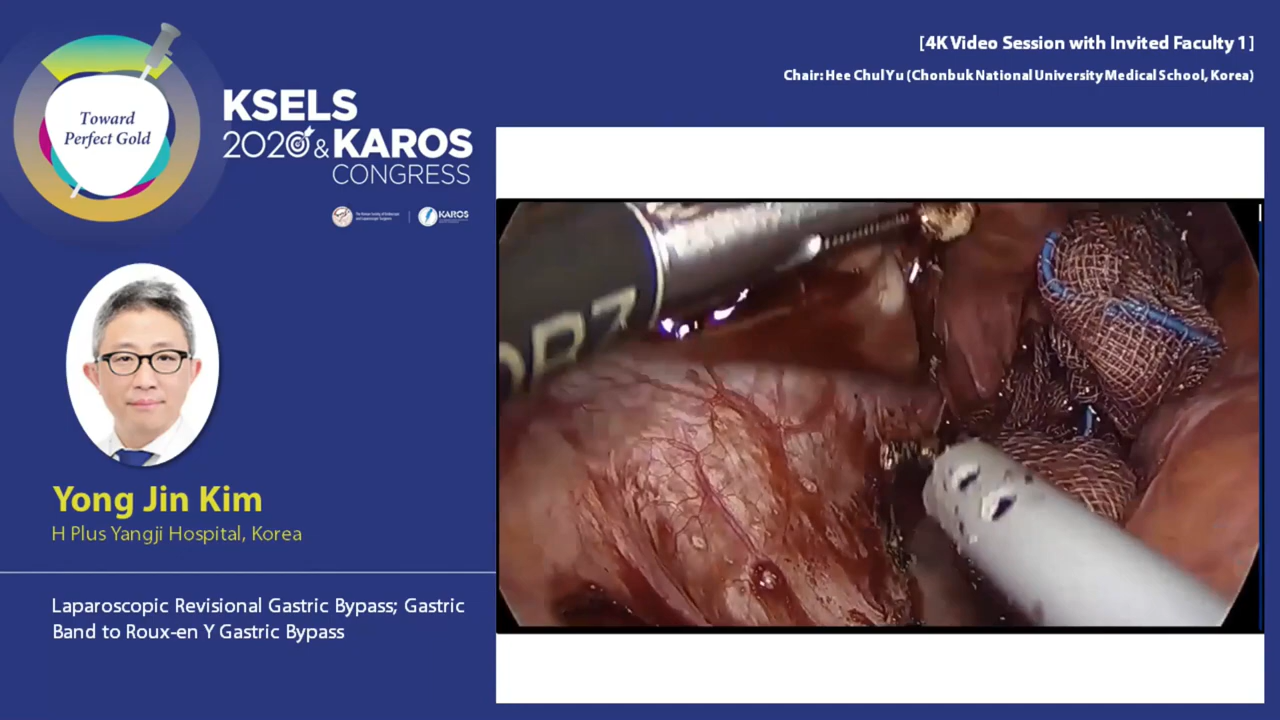 [4K Video Session with Invited Faculty 1]
Chair: Hee Chul Yu (Chonbuk National University Medical School, Korea)
Toward
Perfect Gold
KSELS
2020 & KAROS
CONGRESS
KAROS
Yong Jin Kim
H Plus Yangji Hospital, Korea
Laparoscopic Revisional Gastric Bypass; Gastric
Band to Roux-en Y Gastric Bypass